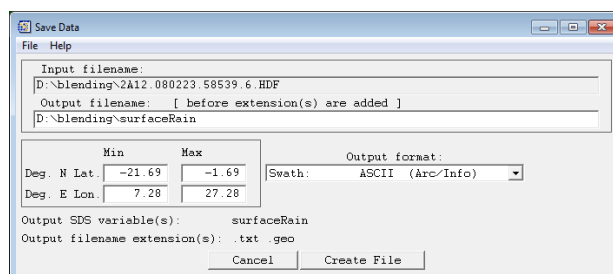 Save Data
File Help
Input filename:
D:\blending\2A12.080223.58539.6.HDF
Output filename: [ before extension(s) are added ]
D:\blending\surfaceRain
Min Max
Deg. N Lat. -21.69 -1.69
Deg. E Lon. 7.28 27.28
Output format:
Swath: ASCII (Arc/Info)
Output SDS variable(s): surfaceRain
Output filename extension(s): .txt .geo
Cancel Create File